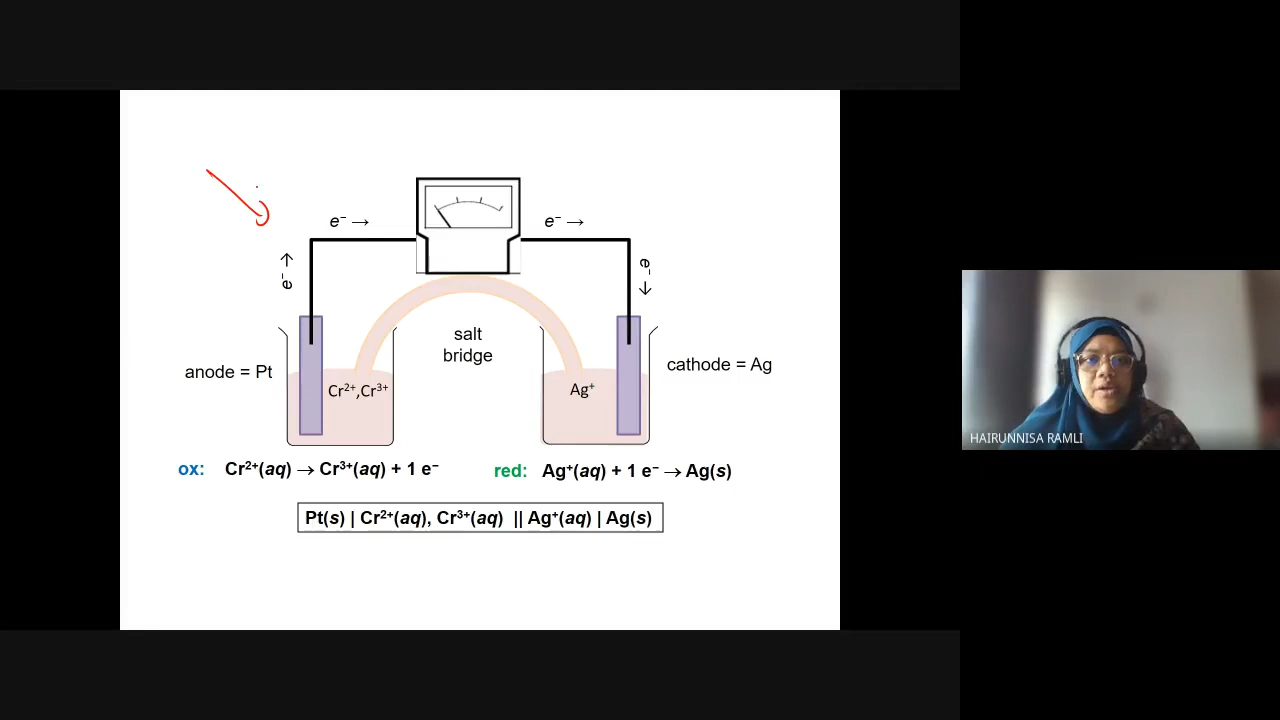 e⁻ → e⁻ →
e⁻ → e⁻ →
salt
bridge
anode = Pt
cathode = Ag
Cr²⁺,Cr³⁺
Ag⁺
ox: Cr²⁺(aq) → Cr³⁺(aq) + 1 e⁻
red: Ag⁺(aq) + 1 e⁻ → Ag(s)
Pt(s) | Cr²⁺(aq), Cr³⁺(aq) || Ag⁺(aq) | Ag(s)
HAIRUNNISA RAMLI